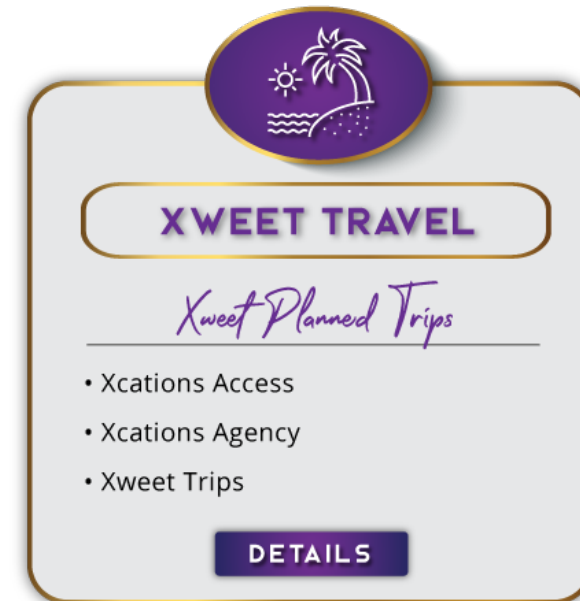 XWEET TRAVEL
Xweet Planned Trips
• Xcations Access
• Xcations Agency
• Xweet Trips
DETAILS